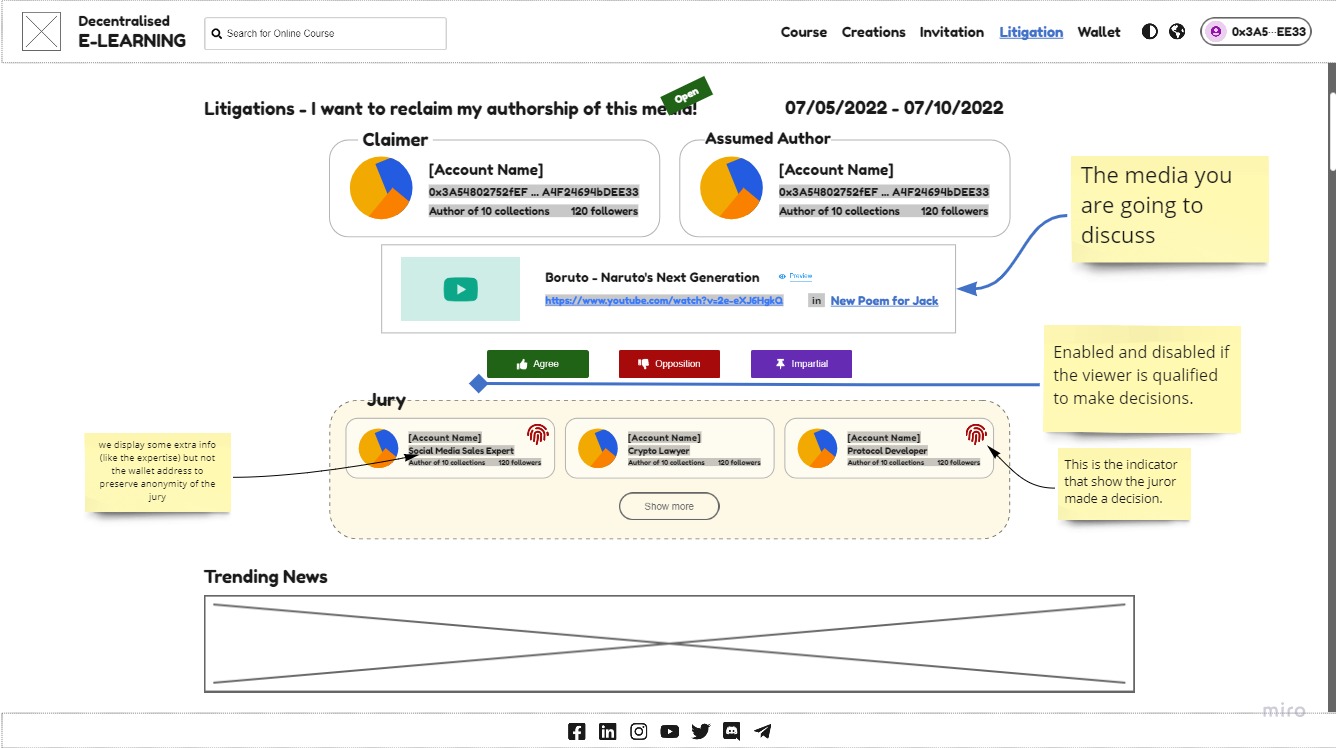 Decentralised
E-LEARNING
Search for Online Course
Course Creations Invitation Litigation Wallet
0x3A5···EE33
Litigations - I want to reclaim my authorship of this media!
Open
07/05/2022 - 07/10/2022
Claimer
[Account Name]
0x3A54802752fEF ... A4F24694bDEE33
Author of 10 collections 120 followers
Assumed Author
[Account Name]
0x3A54802752fEF ... A4F24694bDEE33
Author of 10 collections 120 followers
The media you
are going to
discuss
Boruto - Naruto's Next Generation
Preview
https://www.youtube.com/watch?v=2e-eXJ6HgkQ
in New Poem for Jack
Agree
Opposition
Impartial
Enabled and disabled if
the viewer is qualified
to make decisions.
Jury
[Account Name]
Social Media Sales Expert
Author of 10 collections 120 followers
[Account Name]
Crypto Lawyer
Author of 10 collections 120 followers
[Account Name]
Protocol Developer
Author of 10 collections 120 followers
we display some extra info
(like the expertise) but not
the wallet address to
preserve anonymity of the
jury
This is the indicator
that show the juror
made a decision.
Show more
Trending News
miro